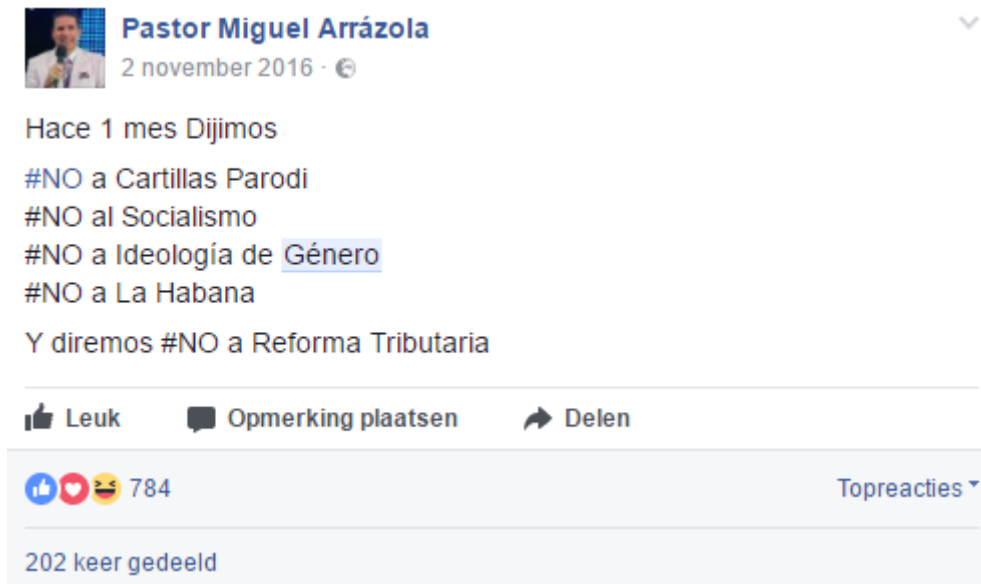 Pastor Miguel Arrázola
2 november 2016 ·
Hace 1 mes Dijimos
#NO a Cartillas Parodi
#NO al Socialismo
#NO a Ideología de Género
#NO a La Habana
Y diremos #NO a Reforma Tributaria
Leuk Opmerking plaatsen Delen
784 Topreacties
202 keer gedeeld